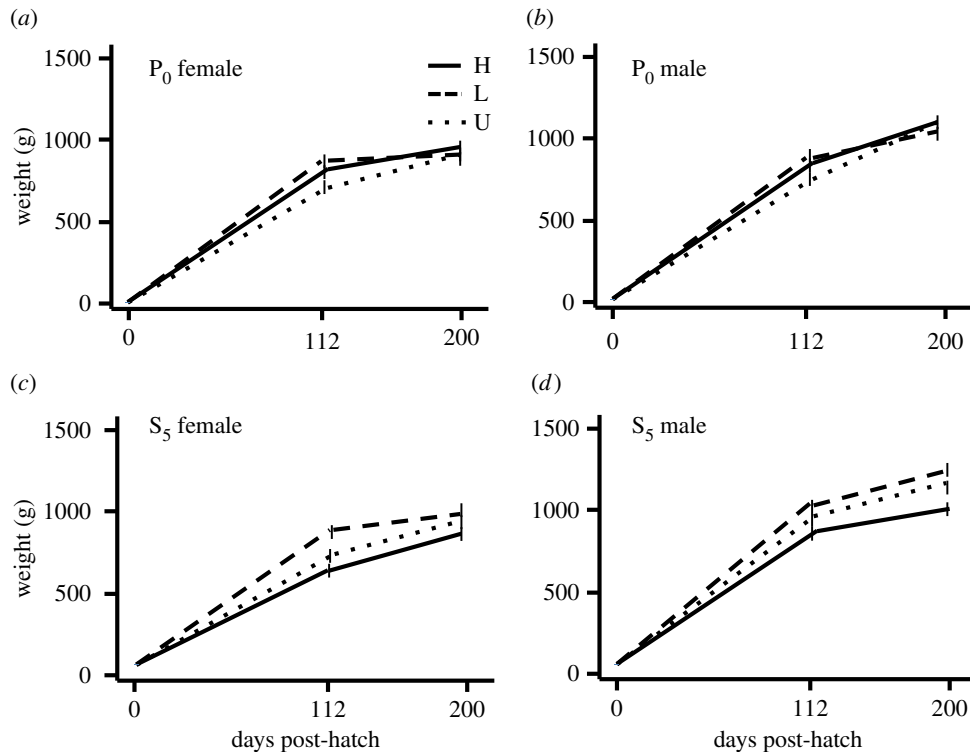 (a)
1500
1000
500
0
weight (g)
P0 female
H
L
U
0 112 200
(b)
1500
1000
500
0
P0 male
0 112 200
(c)
1500
1000
500
0
weight (g)
S5 female
0 112 200
days post-hatch
(d)
1500
1000
500
0
S5 male
0 112 200
days post-hatch